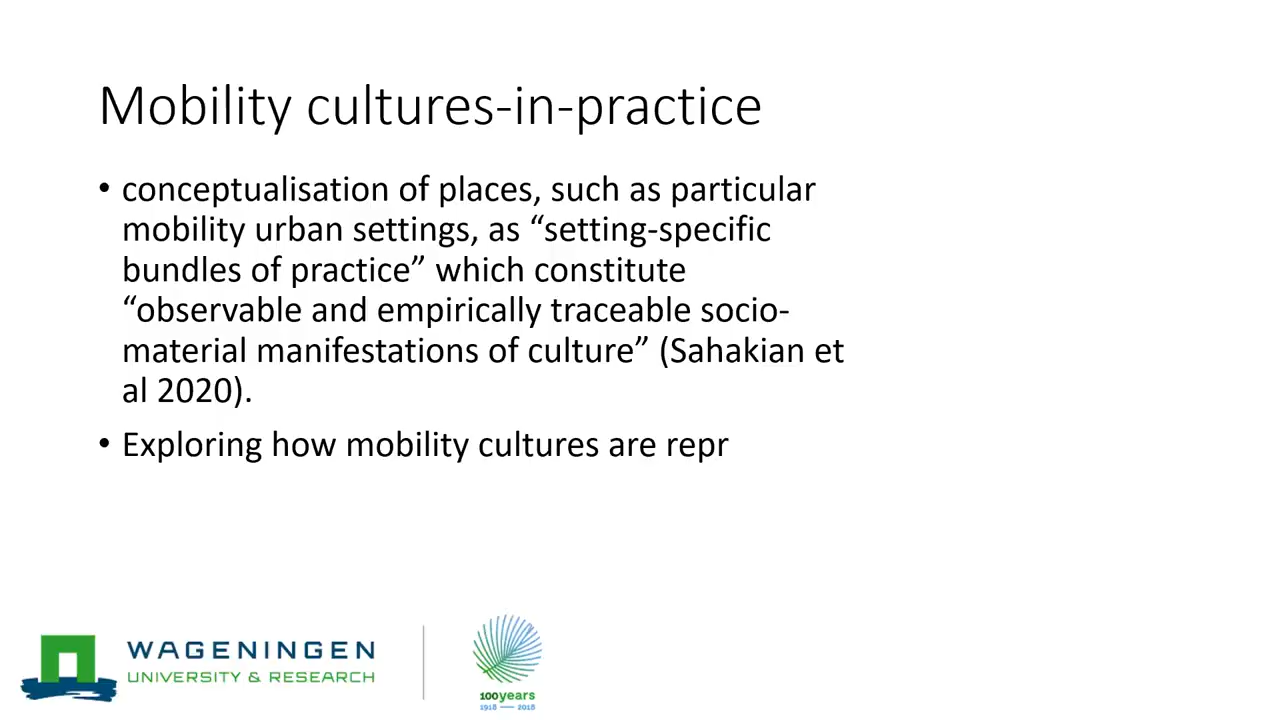 Mobility cultures-in-practice
• conceptualisation of places, such as particular
mobility urban settings, as “setting-specific
bundles of practice” which constitute
“observable and empirically traceable socio-
material manifestations of culture” (Sahakian et
al 2020).
• Exploring how mobility cultures are repr
WAGENINGEN
UNIVERSITY & RESEARCH
100years
1918 — 2018